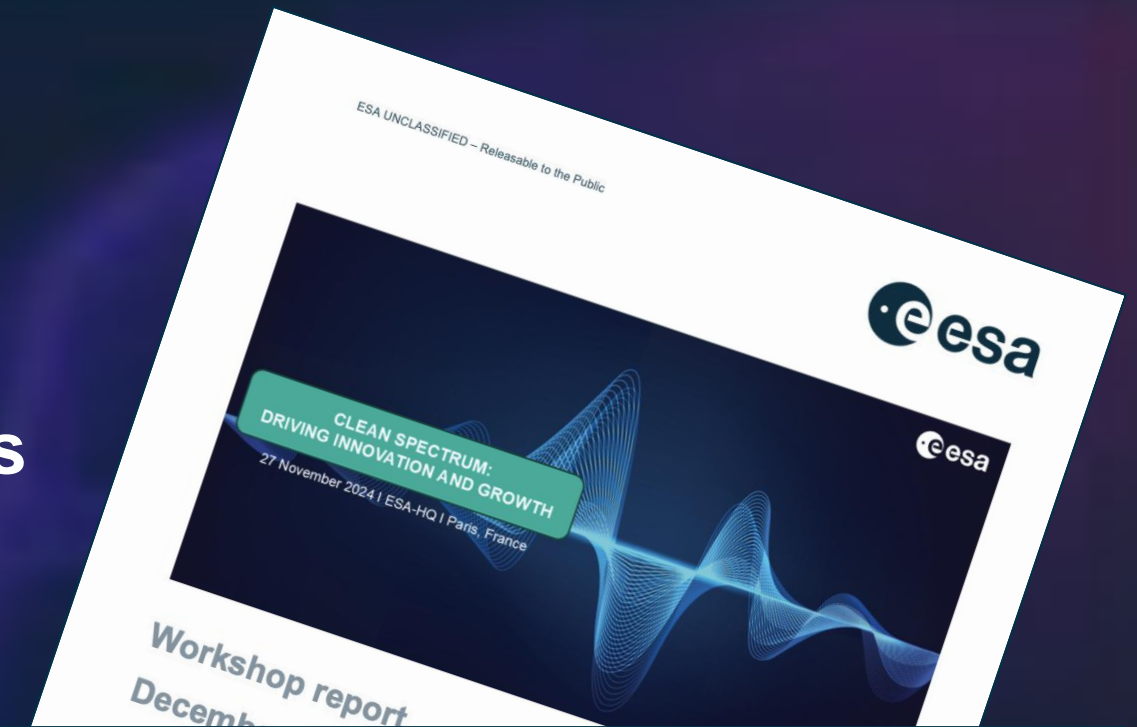 ESA UNCLASSIFIED – Releasable to the Public
esa
esa
CLEAN SPECTRUM:
DRIVING INNOVATION AND GROWTH
27 November 2024 I ESA-HQ I Paris, France
s
Workshop report